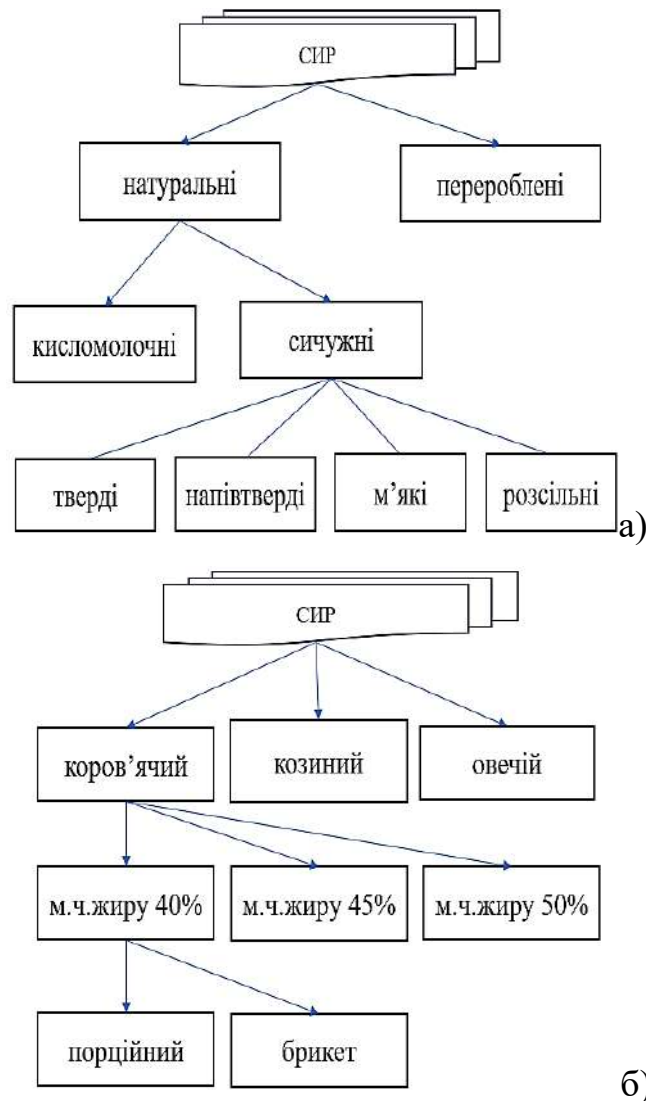 СИР
натуральні
перероблені
кисломолочні
сичужні
тверді
напівтверді
м’які
розсільні
а)
СИР
коров’ячий
козиний
овечій
м.ч.жиру 40%
м.ч.жиру 45%
м.ч.жиру 50%
порційний
брикет
б)